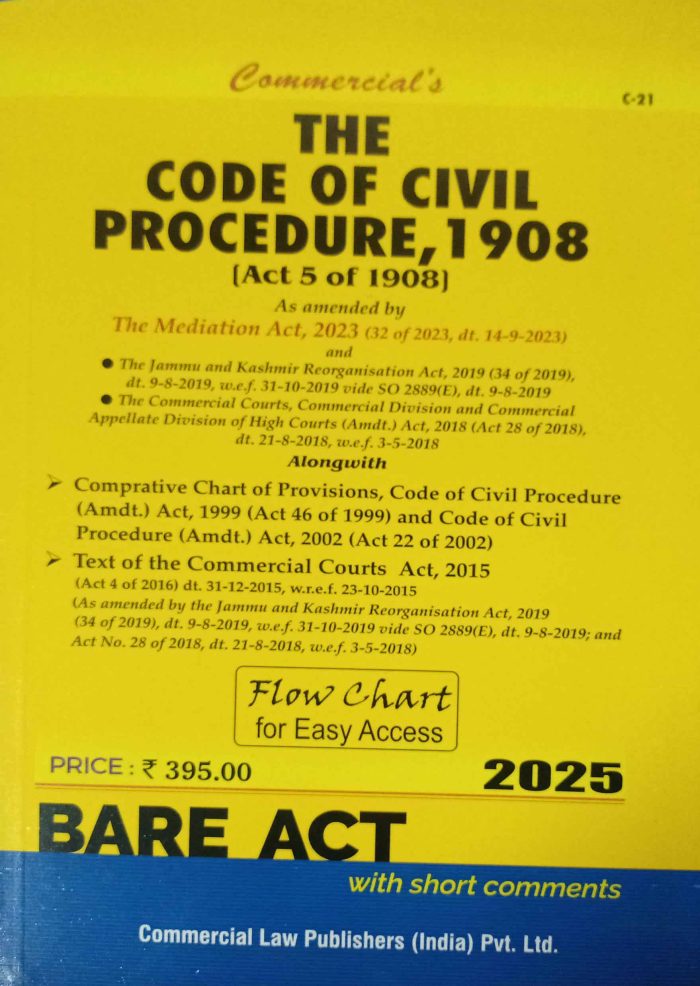 Commercial's
C-21
THE
CODE OF CIVIL
PROCEDURE, 1908
[Act 5 of 1908]
As amended by
The Mediation Act, 2023 (32 of 2023, dt. 14-9-2023)
and
● The Jammu and Kashmir Reorganisation Act, 2019 (34 of 2019),
dt. 9-8-2019, w.e.f. 31-10-2019 vide SO 2889(E), dt. 9-8-2019
● The Commercial Courts, Commercial Division and Commercial
Appellate Division of High Courts (Amdt.) Act, 2018 (Act 28 of 2018),
dt. 21-8-2018, w.e.f. 3-5-2018
Alongwith
➤ Comprative Chart of Provisions, Code of Civil Procedure
(Amdt.) Act, 1999 (Act 46 of 1999) and Code of Civil
Procedure (Amdt.) Act, 2002 (Act 22 of 2002)
➤ Text of the Commercial Courts Act, 2015
(Act 4 of 2016) dt. 31-12-2015, w.r.e.f. 23-10-2015
(As amended by the Jammu and Kashmir Reorganisation Act, 2019
(34 of 2019), dt. 9-8-2019, w.e.f. 31-10-2019 vide SO 2889(E), dt. 9-8-2019; and
Act No. 28 of 2018, dt. 21-8-2018, w.e.f. 3-5-2018)
Flow Chart
for Easy Access
PRICE : ₹ 395.00
2025
BARE ACT
with short comments
Commercial Law Publishers (India) Pvt. Ltd.